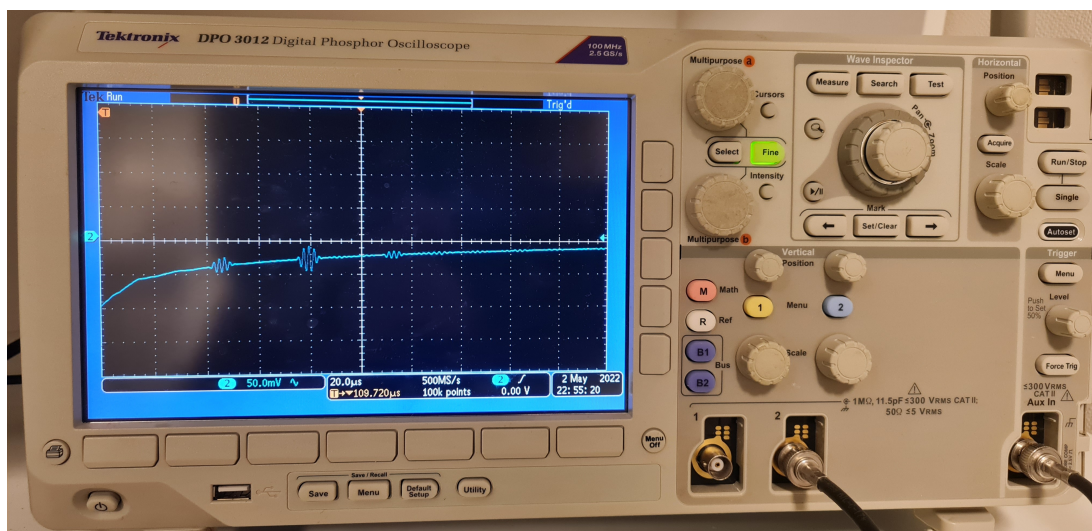 Tektronix DPO 3012 Digital Phosphor Oscilloscope
100 MHz
2.5 GS/s
Tek Run
Trig'd
T
T
2
2 50.0mV
20.0µs
T→▼109.720µs
500MS/s
100k points
2
0.00 V
2 May 2022
22:55:20
Menu Off
Save / Recall
Save
Menu
Default Setup
Utility
Multipurpose a
Cursors
Select
Fine
Intensity
Multipurpose b
Wave Inspector
Measure
Search
Test
Pan
Zoom
Mark
←
Set/Clear
→
Horizontal
Position
Acquire
Scale
Run/Stop
Single
Autoset
Vertical
Position
M Math
1
Menu
2
R Ref
B1
Bus
B2
Scale
Trigger
Menu
Level
Push to Set 50%
Force Trig
1MΩ, 11.5pF ≤300 VRMS CAT II;
50Ω ≤5 VRMS
≤300 VRMS
CAT II
Aux In
1
2